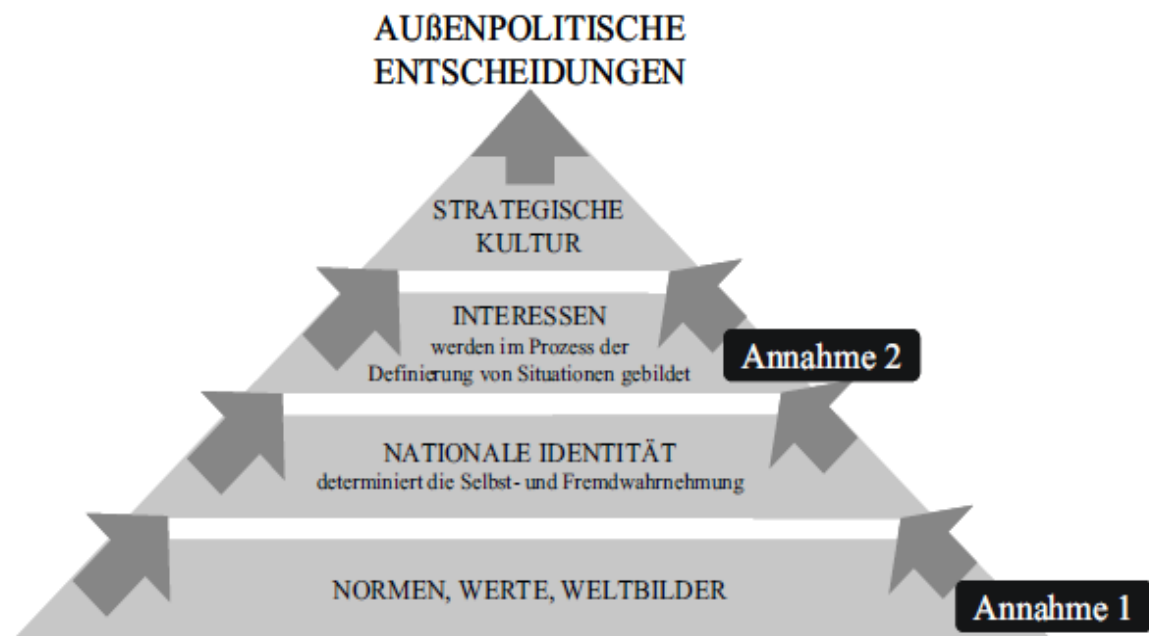 AUßENPOLITISCHE
ENTSCHEIDUNGEN
STRATEGISCHE
KULTUR
INTERESSEN
werden im Prozess der
Definierung von Situationen gebildet
Annahme 2
NATIONALE IDENTITÄT
determiniert die Selbst- und Fremdwahrnehmung
NORMEN, WERTE, WELTBILDER
Annahme 1